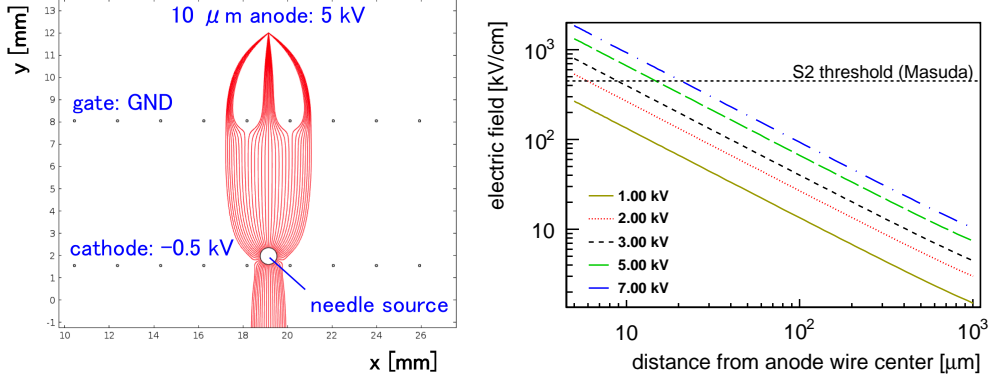 10 μm anode: 5 kV
gate: GND
cathode: −0.5 kV
needle source
y [mm]
13
12
11
10
9
8
7
6
5
4
3
2
1
0
-1
10
12
14
16
18
20
22
24
26
x [mm]
electric field [kV/cm]
10³
10²
10
S2 threshold (Masuda)
1.00 kV
2.00 kV
3.00 kV
5.00 kV
7.00 kV
10
10²
10³
distance from anode wire center [μm]